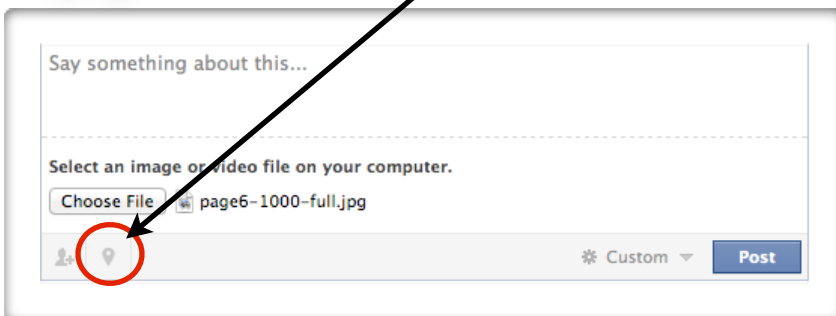 Say something about this...
Select an image or video file on your computer.
Choose File page6-1000-full.jpg
Custom Post